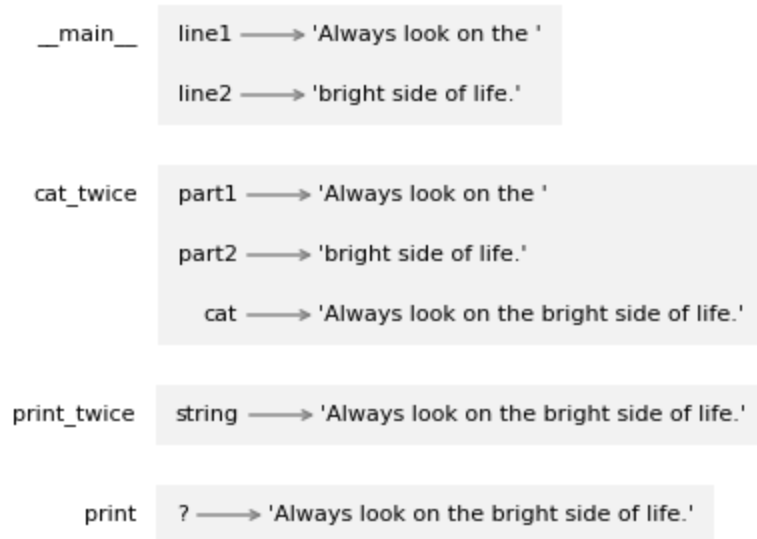 __main__ line1 'Always look on the '
line2 'bright side of life.'
cat_twice part1 'Always look on the '
part2 'bright side of life.'
cat 'Always look on the bright side of life.'
print_twice string 'Always look on the bright side of life.'
print ? 'Always look on the bright side of life.'